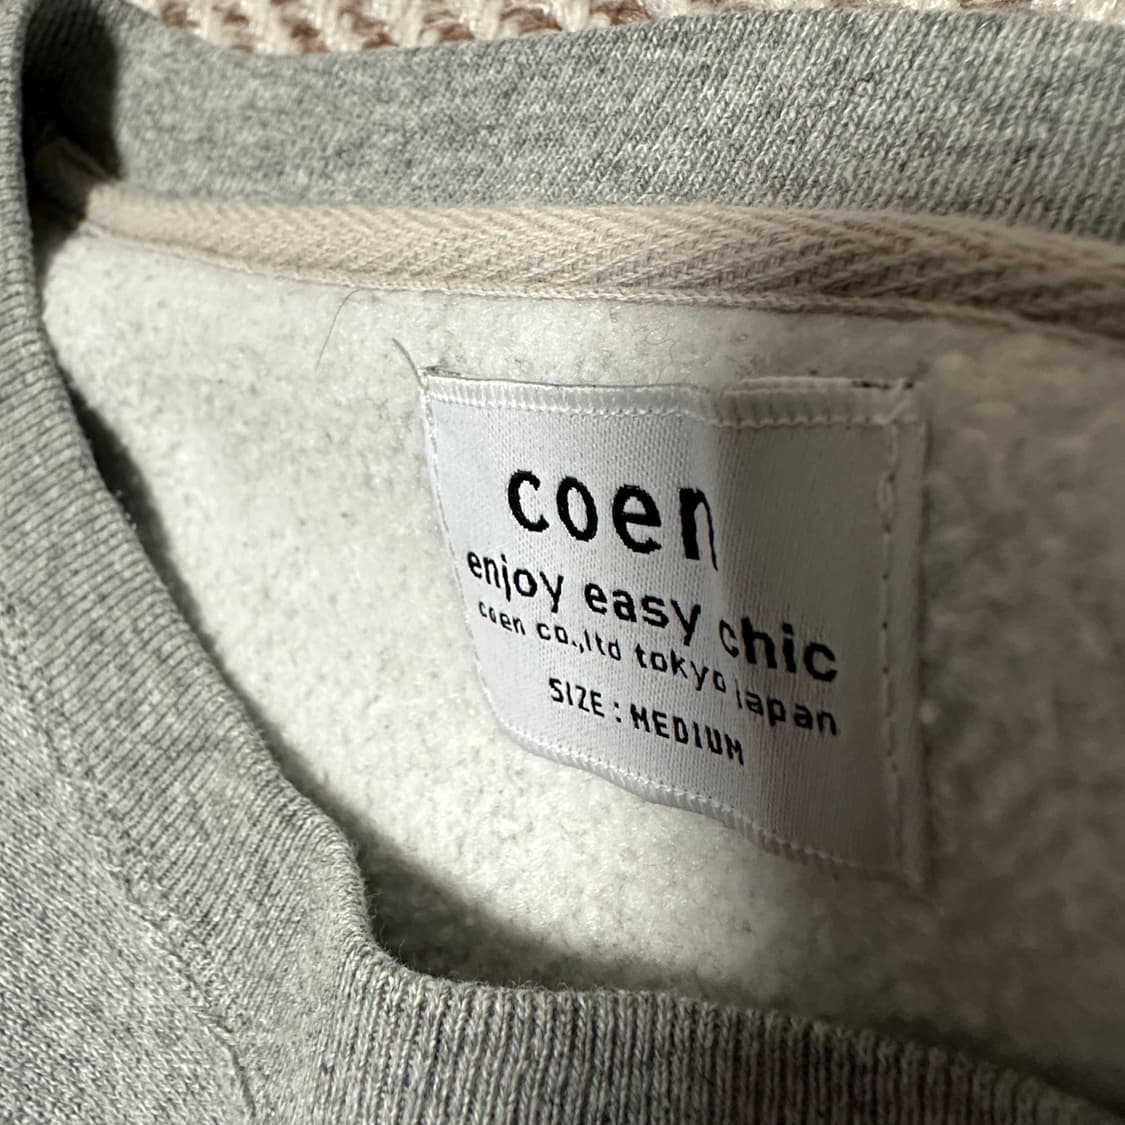 coen
enjoy easy chic
coen co.,ltd tokyo japan
SIZE : MEDIUM